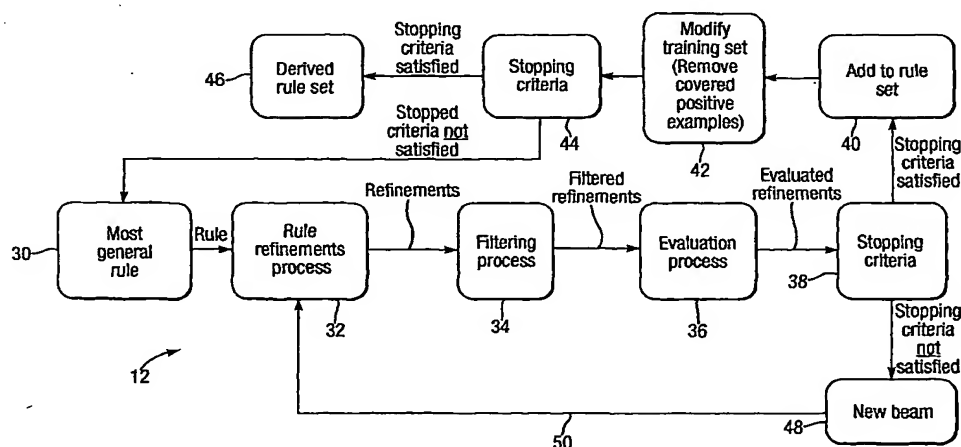 Derived
rule set
46
Stopping
criteria
satisfied
Stopping
criteria
44
Modify
training set
(Remove
covered
positive
examples)
42
Add to rule
set
40
Stopped
criteria not
satisfied
Stopping
criteria
satisfied
30
Most
general
rule
Rule
Rule
refinements
process
32
Refinements
Filtering
process
34
Filtered
refinements
Evaluation
process
36
Evaluated
refinements
Stopping
criteria
38
Stopping
criteria
not
satisfied
12
50
New beam
48